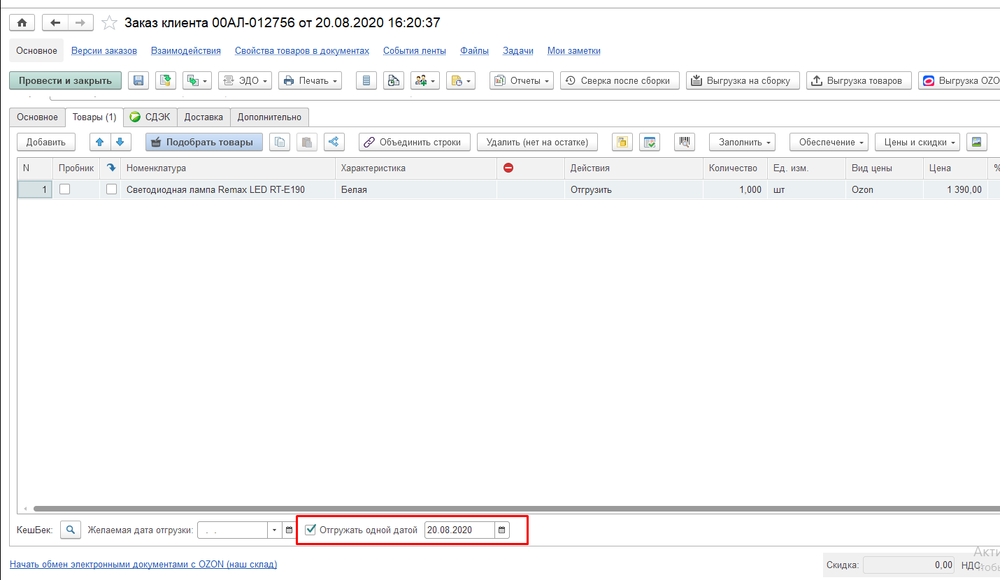 Заказ клиента 00АЛ-012756 от 20.08.2020 16:20:37
Основное Версии заказов Взаимодействия Свойства товаров в документах События ленты Файлы Задачи Мои заметки
Провести и закрыть ЭДО Печать Отчеты Сверка после сборки Выгрузка на сборку Выгрузка товаров Выгрузка OZO
Основное Товары (1) СДЭК Доставка Дополнительно
Добавить Подобрать товары Объединить строки Удалить (нет на остатке) Заполнить Обеспечение Цены и скидки
N Пробник Номенклатура Характеристика Действия Количество Ед. изм. Вид цены Цена %
1 Светодиодная лампа Remax LED RT-E190 Белая Отгрузить 1,000 шт Ozon 1 390,00
КешБек: Желаемая дата отгрузки: . . Отгружать одной датой 20.08.2020
Начать обмен электронными документами с OZON (наш склад)
Акти
Скидка: 0,00 НДС: